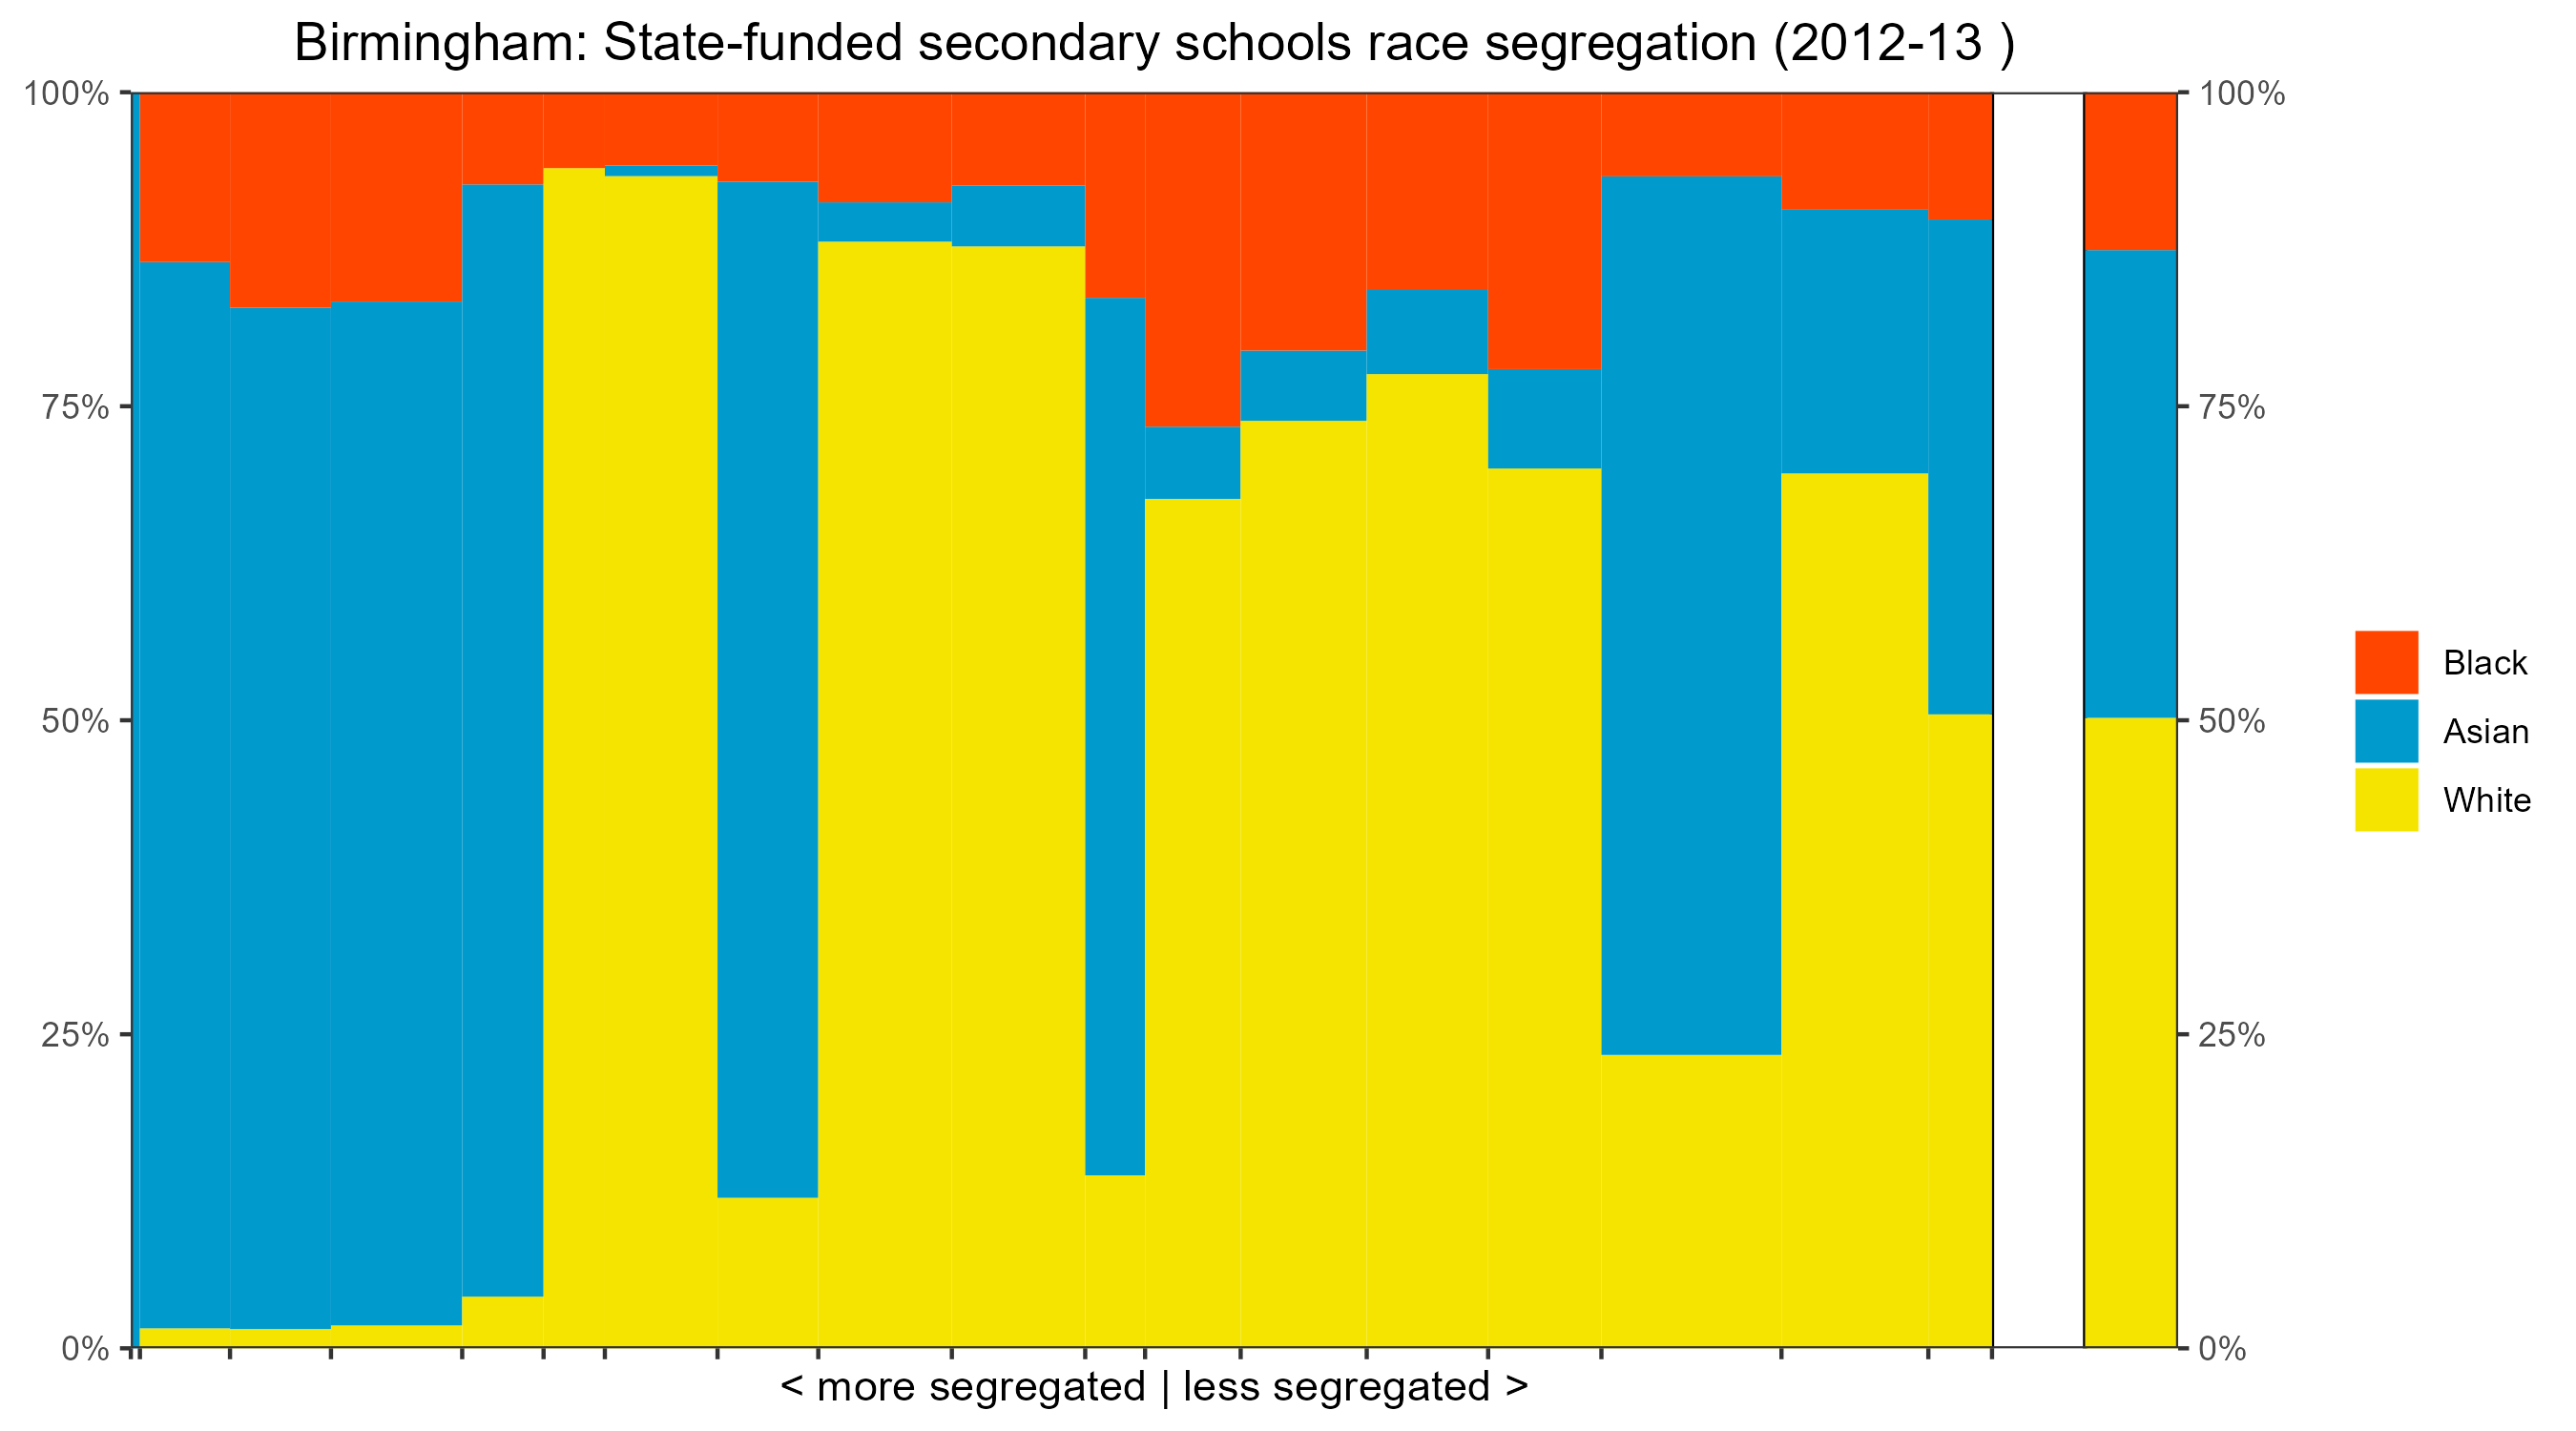 Birmingham: State-funded secondary schools race segregation (2012-13 )
100%
75%
50%
25%
0%
100%
75%
50%
25%
0%
< more segregated | less segregated >
Black
Asian
White